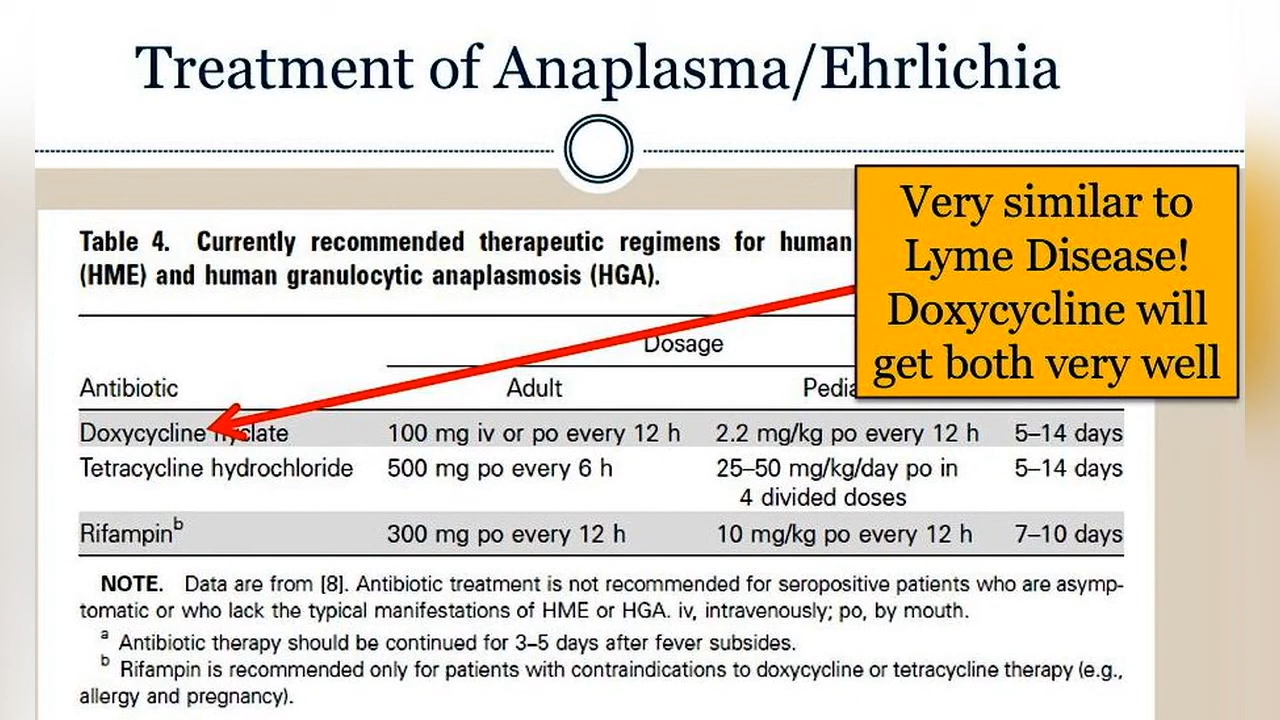 Treatment of Anaplasma/Ehrlichia
Very similar to
Lyme Disease!
Doxycycline will
get both very well
Table 4. Currently recommended therapeutic regimens for human
(HME) and human granulocytic anaplasmosis (HGA).
Dosage
Antibiotic Adult
Doxycycline hyclate 100 mg iv or po every 12 h 2.2 mg/kg po every 12 h 5–14 days
Tetracycline hydrochloride 500 mg po every 6 h 25–50 mg/kg/day po in 5–14 days
4 divided doses
Rifampinᵇ 300 mg po every 12 h 10 mg/kg po every 12 h 7–10 days
NOTE. Data are from [8]. Antibiotic treatment is not recommended for seropositive patients who are asymp-
tomatic or who lack the typical manifestations of HME or HGA. iv, intravenously; po, by mouth.
ᵃ Antibiotic therapy should be continued for 3–5 days after fever subsides.
ᵇ Rifampin is recommended only for patients with contraindications to doxycycline or tetracycline therapy (e.g.,
allergy and pregnancy).